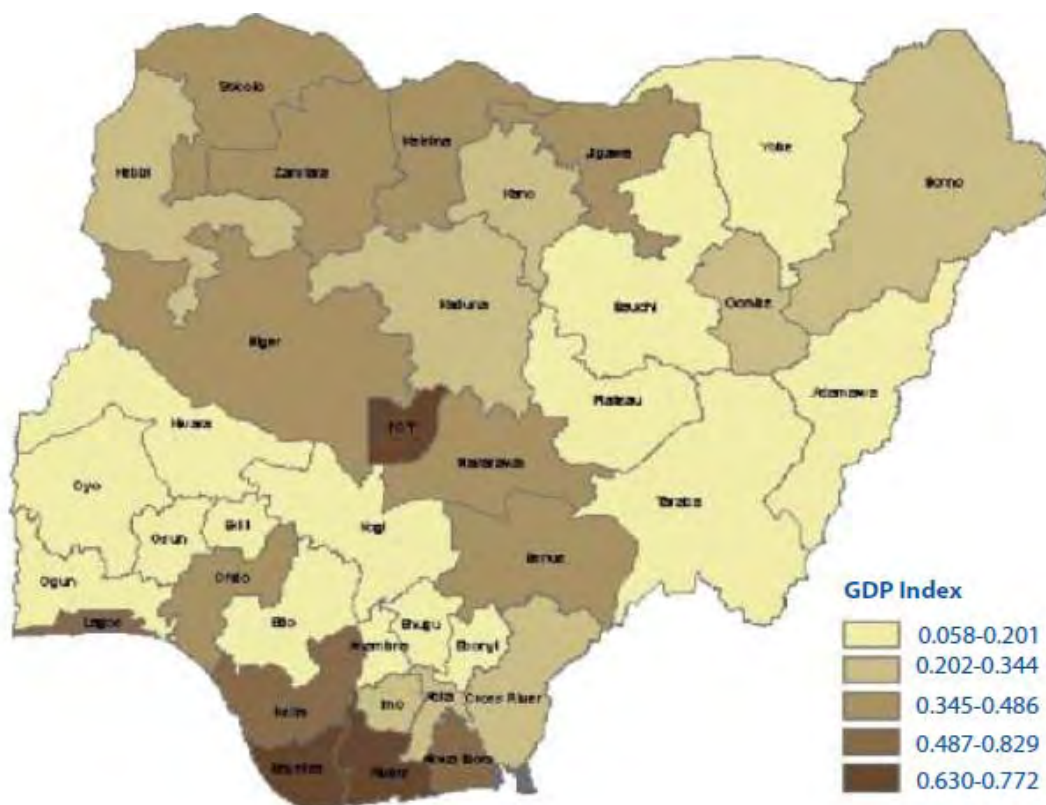 Sokoto
Yobe
Katsina
Jigawa
Zamfara
Kebbi
Kano
Borno
Kaduna
Bauchi
Gombe
Niger
Plateau
Adamawa
Kwara
Nasarawa
Oyo
Taraba
Kogi
Ekiti
Osun
Benue
Ogun
Ondo
Lagos
Edo
Enugu
Anambra
Ebonyi
Imo
Abia
Cross River
Delta
Akwa Ibom
Bayelsa
Rivers
GDP Index
0.058-0.201
0.202-0.344
0.345-0.486
0.487-0.829
0.630-0.772